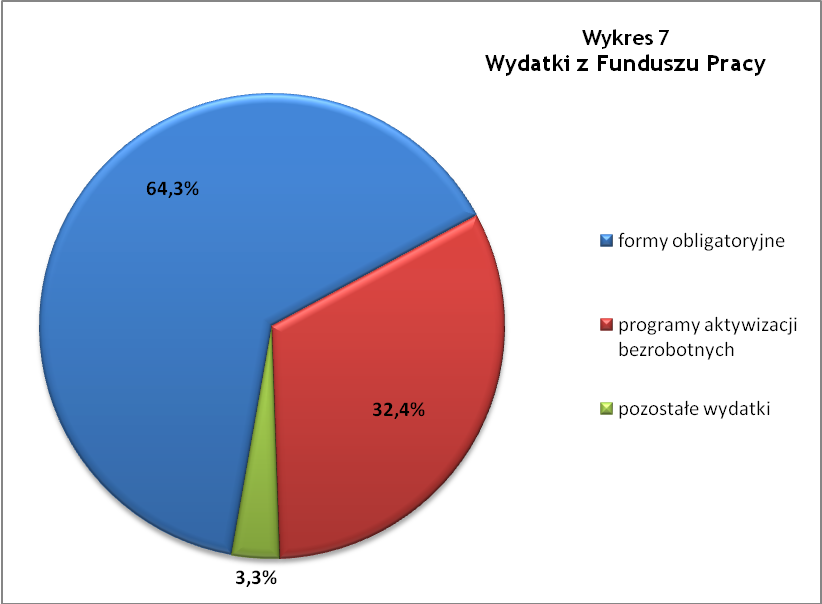 Wykres 7
Wydatki z Funduszu Pracy
64,3%
formy obligatoryjne
programy aktywizacji
bezrobotnych
32,4%
pozostałe wydatki
3,3%